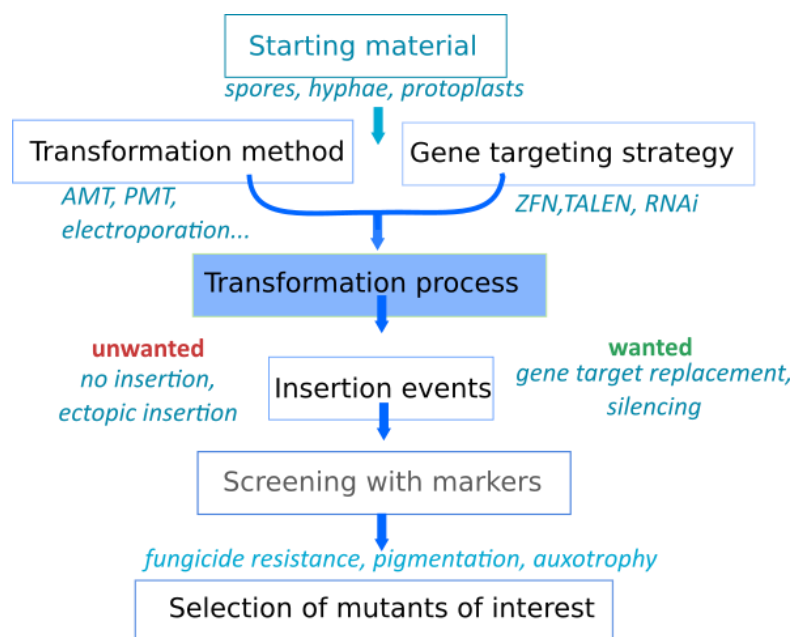 Starting material
spores, hyphae, protoplasts
Transformation method
Gene targeting strategy
AMT, PMT,
electroporation...
ZFN,TALEN, RNAi
Transformation process
unwanted
no insertion,
ectopic insertion
Insertion events
wanted
gene target replacement,
silencing
Screening with markers
fungicide resistance, pigmentation, auxotrophy
Selection of mutants of interest